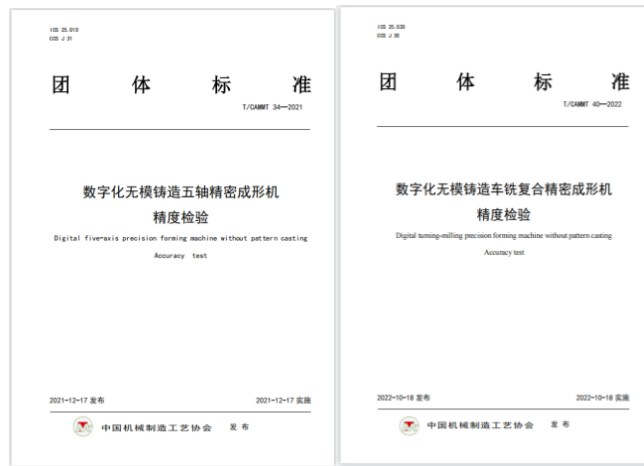 ICS 25.010
CCS J 31
团体标准
T/CAMMT 34—2021
数字化无模铸造五轴精密成形机
精度检验
Digital five-axis precision forming machine without pattern casting
Accuracy test
2021-12-17 发布
2021-12-17 实施
中国机械制造工艺协会 发布
ICS 25.020
CCS J 30
团体标准
T/CAMMT 40—2022
数字化无模铸造车铣复合精密成形机
精度检验
Digital turning-milling precision forming machine without pattern casting
Accuracy test
2022-10-18 发布
2022-10-18 实施
中国机械制造工艺协会 发布